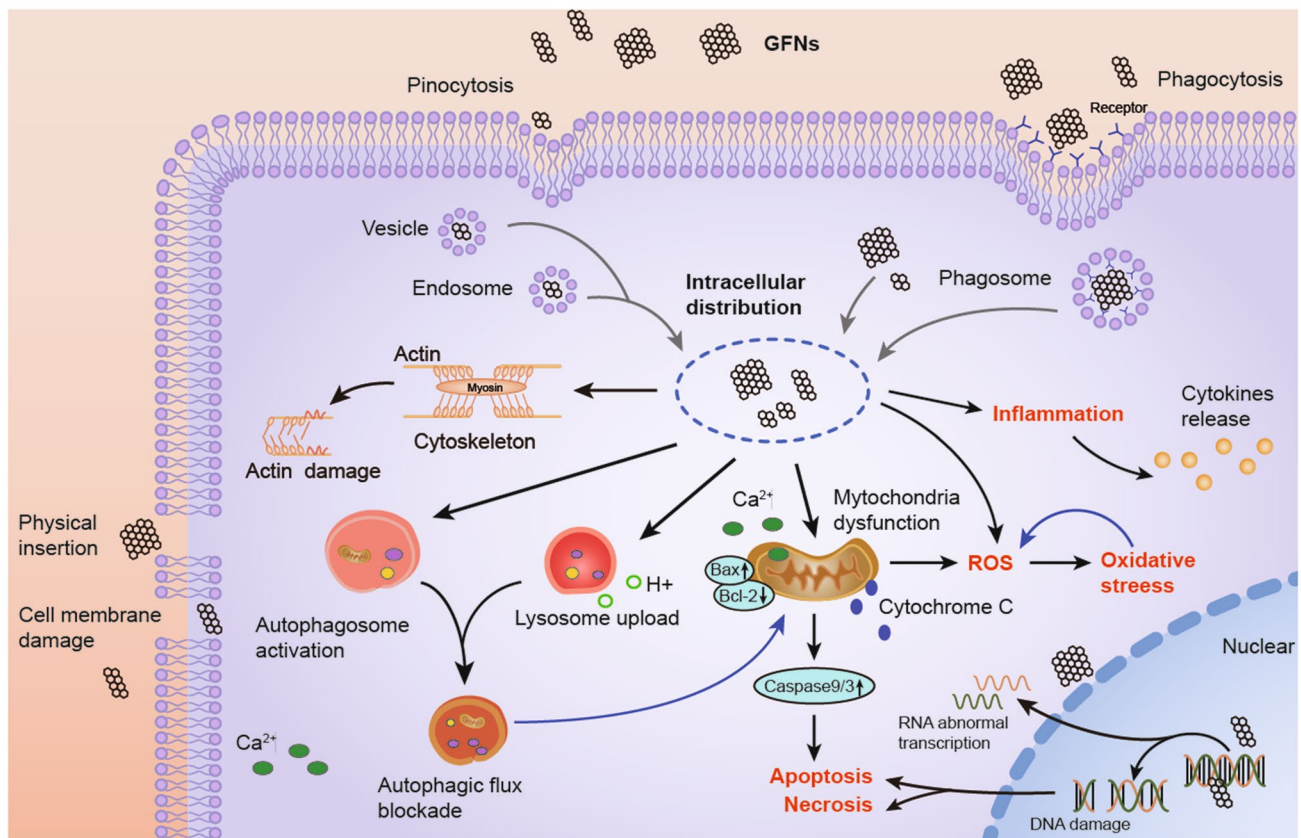 GFNs
Pinocytosis
Phagocytosis
Receptor
Vesicle
Endosome
Intracellular
distribution
Phagosome
Actin
Myosin
Cytoskeleton
Actin damage
Inflammation
Cytokines
release
Physical
insertion
Cell membrane
damage
Autophagosome
activation
H+
Lysosome upload
Ca²⁺
Mytochondria
dysfunction
Bax
Bcl-2
Cytochrome C
ROS
Oxidative
streess
Caspase9/3
Nuclear
RNA abnormal
transcription
Ca²⁺
Autophagic flux
blockade
Apoptosis
Necrosis
DNA damage